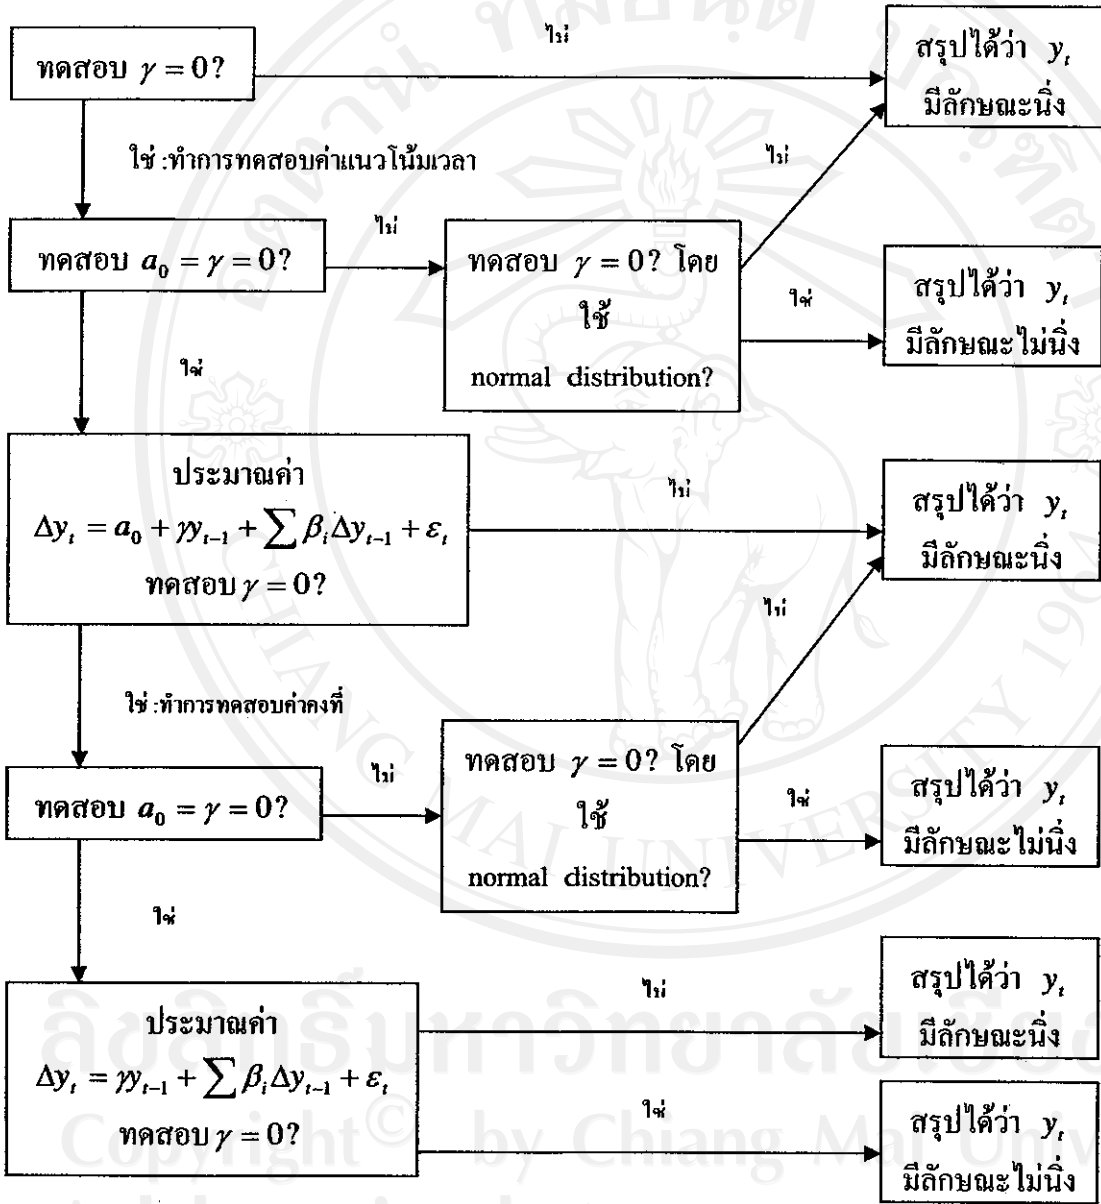 ไม่
ทดสอบ γ = 0?
สรุปได้ว่า y_t
มีลักษณะนิ่ง
ใช่ :ทำการทดสอบค่าแนวโน้มเวลา
ไม่
ทดสอบ a_0 = γ = 0?
ไม่
ทดสอบ γ = 0? โดย
ใช้
normal distribution?
ใช่
สรุปได้ว่า y_t
มีลักษณะไม่นิ่ง
ใช่
ประมาณค่า
Δy_t = a_0 + γy_{t-1} + ∑ β_i Δy_{t-1} + ε_t
ทดสอบ γ = 0?
ไม่
สรุปได้ว่า y_t
มีลักษณะนิ่ง
ไม่
ใช่ :ทำการทดสอบค่าคงที่
ทดสอบ a_0 = γ = 0?
ไม่
ทดสอบ γ = 0? โดย
ใช้
normal distribution?
ใช่
สรุปได้ว่า y_t
มีลักษณะไม่นิ่ง
ใช่
ประมาณค่า
Δy_t = γy_{t-1} + ∑ β_i Δy_{t-1} + ε_t
ทดสอบ γ = 0?
ไม่
สรุปได้ว่า y_t
มีลักษณะนิ่ง
ใช่
สรุปได้ว่า y_t
มีลักษณะไม่นิ่ง
CHIANG MAI UNIVERSITY
Copyright © by Chiang Mai Univ